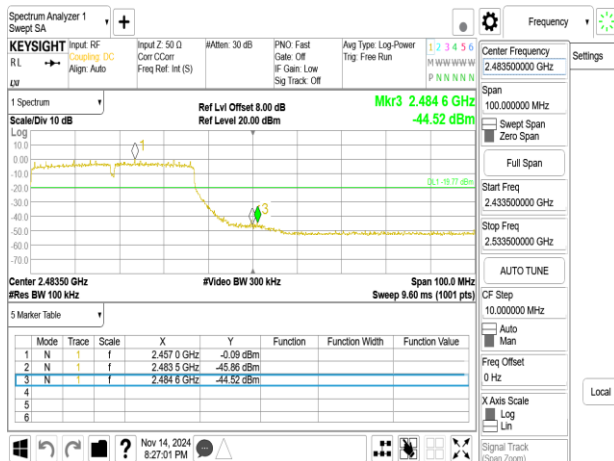 Spectrum Analyzer 1
Swept SA
Frequency
KEYSIGHT
RL
Input: RF
Coupling: DC
Align: Auto
Input Z: 50 Ω
Corr CCorr
Freq Ref: Int (S)
#Atten: 30 dB
PNO: Fast
Gate: Off
IF Gain: Low
Sig Track: Off
Avg Type: Log-Power
Trig: Free Run
1 2 3 4 5 6
M W W W W W
P N N N N N
LXI
1 Spectrum
Scale/Div 10 dB
Ref Lvl Offset 8.00 dB
Ref Level 20.00 dBm
Mkr3 2.484 6 GHz
-44.52 dBm
Log
10.0
0.00
-10.0
-20.0
-30.0
-40.0
-50.0
-60.0
-70.0
1
3
DL1 -19.77 dBm
Center 2.48350 GHz
#Res BW 100 kHz
#Video BW 300 kHz
Span 100.0 MHz
Sweep 9.60 ms (1001 pts)
5 Marker Table
Mode Trace Scale X Y Function Function Width Function Value
1 N 1 f 2.457 0 GHz -0.09 dBm
2 N 1 f 2.483 5 GHz -45.86 dBm
3 N 1 f 2.484 6 GHz -44.52 dBm
4
5
6
Nov 14, 2024
8:27:01 PM
Center Frequency
2.483500000 GHz
Span
100.000000 MHz
Swept Span
Zero Span
Full Span
Start Freq
2.433500000 GHz
Stop Freq
2.533500000 GHz
AUTO TUNE
CF Step
10.000000 MHz
Auto
Man
Freq Offset
0 Hz
X Axis Scale
Log
Lin
Signal Track
(Span Zoom)
Settings
Local